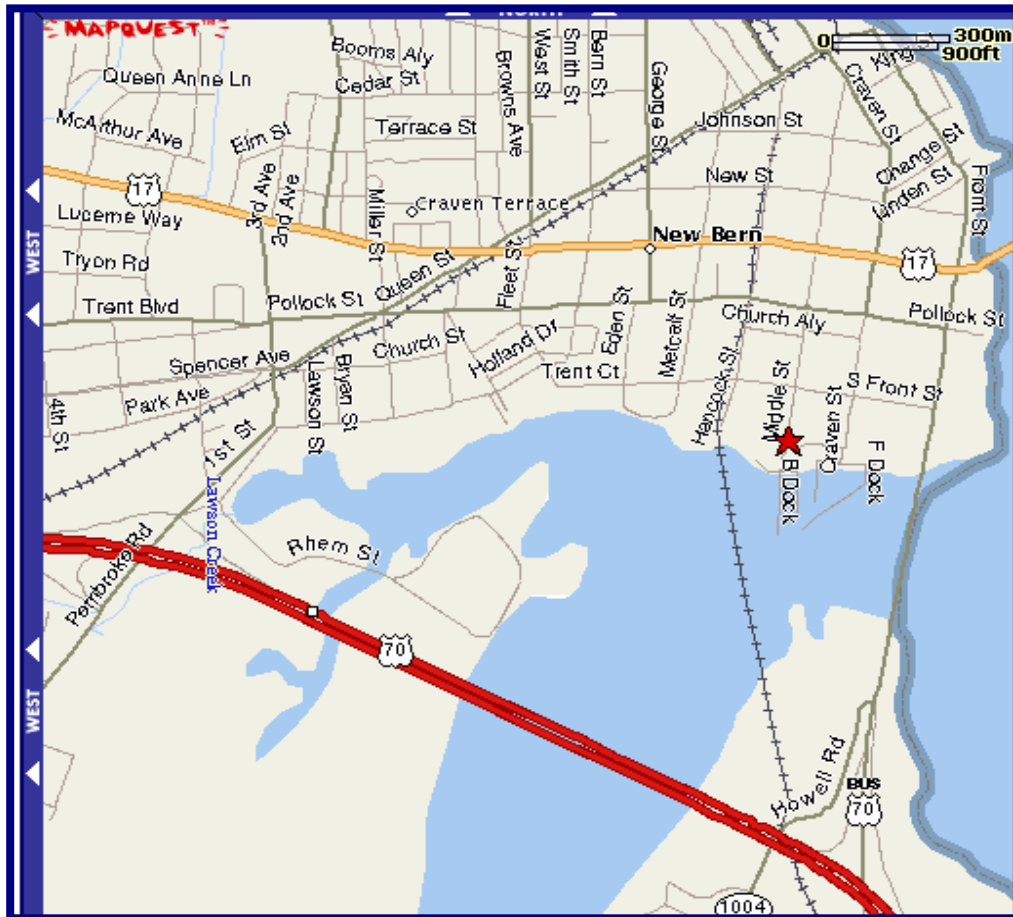 NORTH
MAPQUEST
TM
0
300m
900ft
Booms Aly
Cedar St
Queen Anne Ln
McArthur Ave
Elm St
Terrace St
Browns Ave
West St
Smith St
Bern St
George St
Johnson St
King St
Craven St
Change St
Linden St
Front St
New St
17
3rd Ave
2nd Ave
Miller St
Craven Terrace
Lucerne Way
New Bern
WEST
Tryon Rd
Queen St
Fleet St
17
Trent Blvd
Pollock St
Church Aly
Pollock St
Spencer Ave
Church St
Holland Dr
Eden St
Metcalf St
Trent Ct
Hancock St
Middle St
S Front St
Park Ave
Lawson St
Bryan St
4th St
1st St
Craven St
F Dock
B Dock
Lawson Creek
Rhem St
Pembroke Rd
70
WEST
Howell Rd
BUS
70
1004